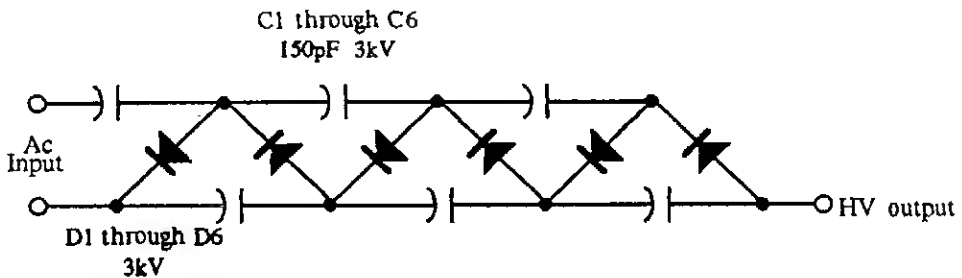 C1 through C6
150pF 3kV
Ac
Input
HV output
D1 through D6
3kV